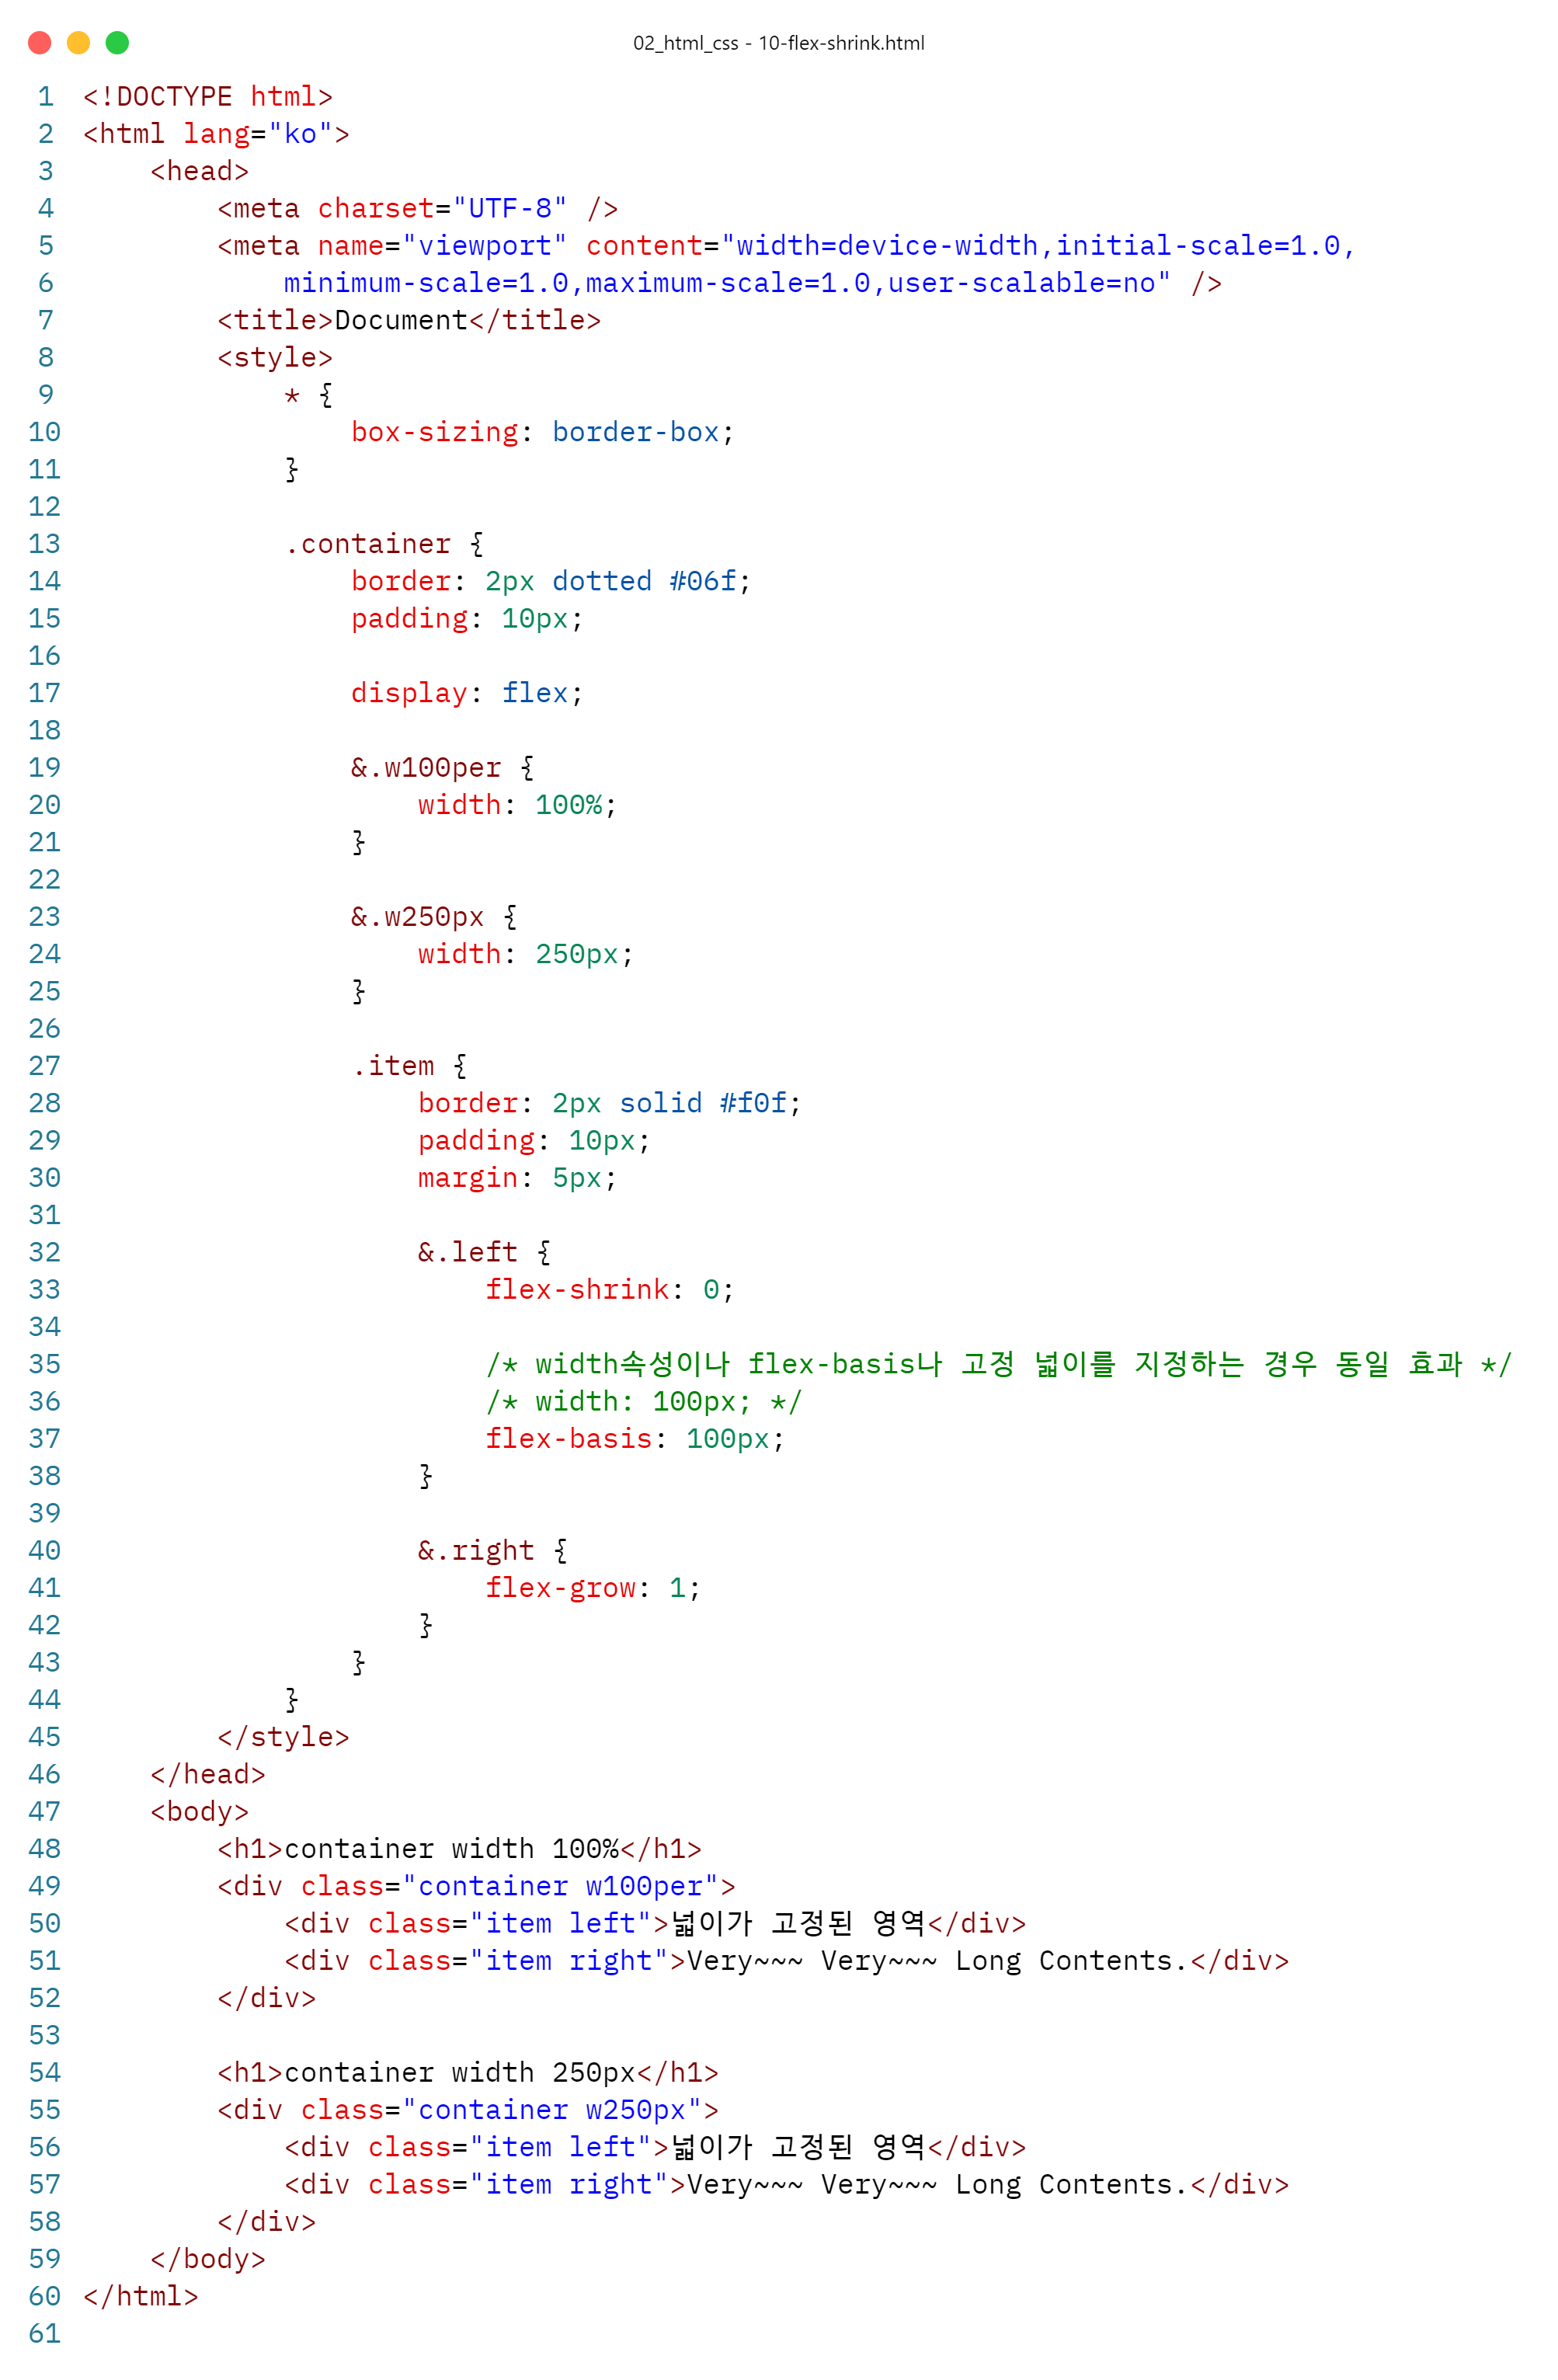 02_html_css - 10-flex-shrink.html
1 <!DOCTYPE html>
2 <html lang="ko">
3     <head>
4         <meta charset="UTF-8" />
5         <meta name="viewport" content="width=device-width,initial-scale=1.0,
6             minimum-scale=1.0,maximum-scale=1.0,user-scalable=no" />
7         <title>Document</title>
8         <style>
9             * {
10                 box-sizing: border-box;
11             }
12
13             .container {
14                 border: 2px dotted #06f;
15                 padding: 10px;
16
17                 display: flex;
18
19                 &.w100per {
20                     width: 100%;
21                 }
22
23                 &.w250px {
24                     width: 250px;
25                 }
26
27                 .item {
28                     border: 2px solid #f0f;
29                     padding: 10px;
30                     margin: 5px;
31
32                     &.left {
33                         flex-shrink: 0;
34
35                         /* width속성이나 flex-basis나 고정 넓이를 지정하는 경우 동일 효과 */
36                         /* width: 100px; */
37                         flex-basis: 100px;
38                     }
39
40                     &.right {
41                         flex-grow: 1;
42                     }
43                 }
44             }
45         </style>
46     </head>
47     <body>
48         <h1>container width 100%</h1>
49         <div class="container w100per">
50             <div class="item left">넓이가 고정된 영역</div>
51             <div class="item right">Very~~~ Very~~~ Long Contents.</div>
52         </div>
53
54         <h1>container width 250px</h1>
55         <div class="container w250px">
56             <div class="item left">넓이가 고정된 영역</div>
57             <div class="item right">Very~~~ Very~~~ Long Contents.</div>
58         </div>
59     </body>
60 </html>
61